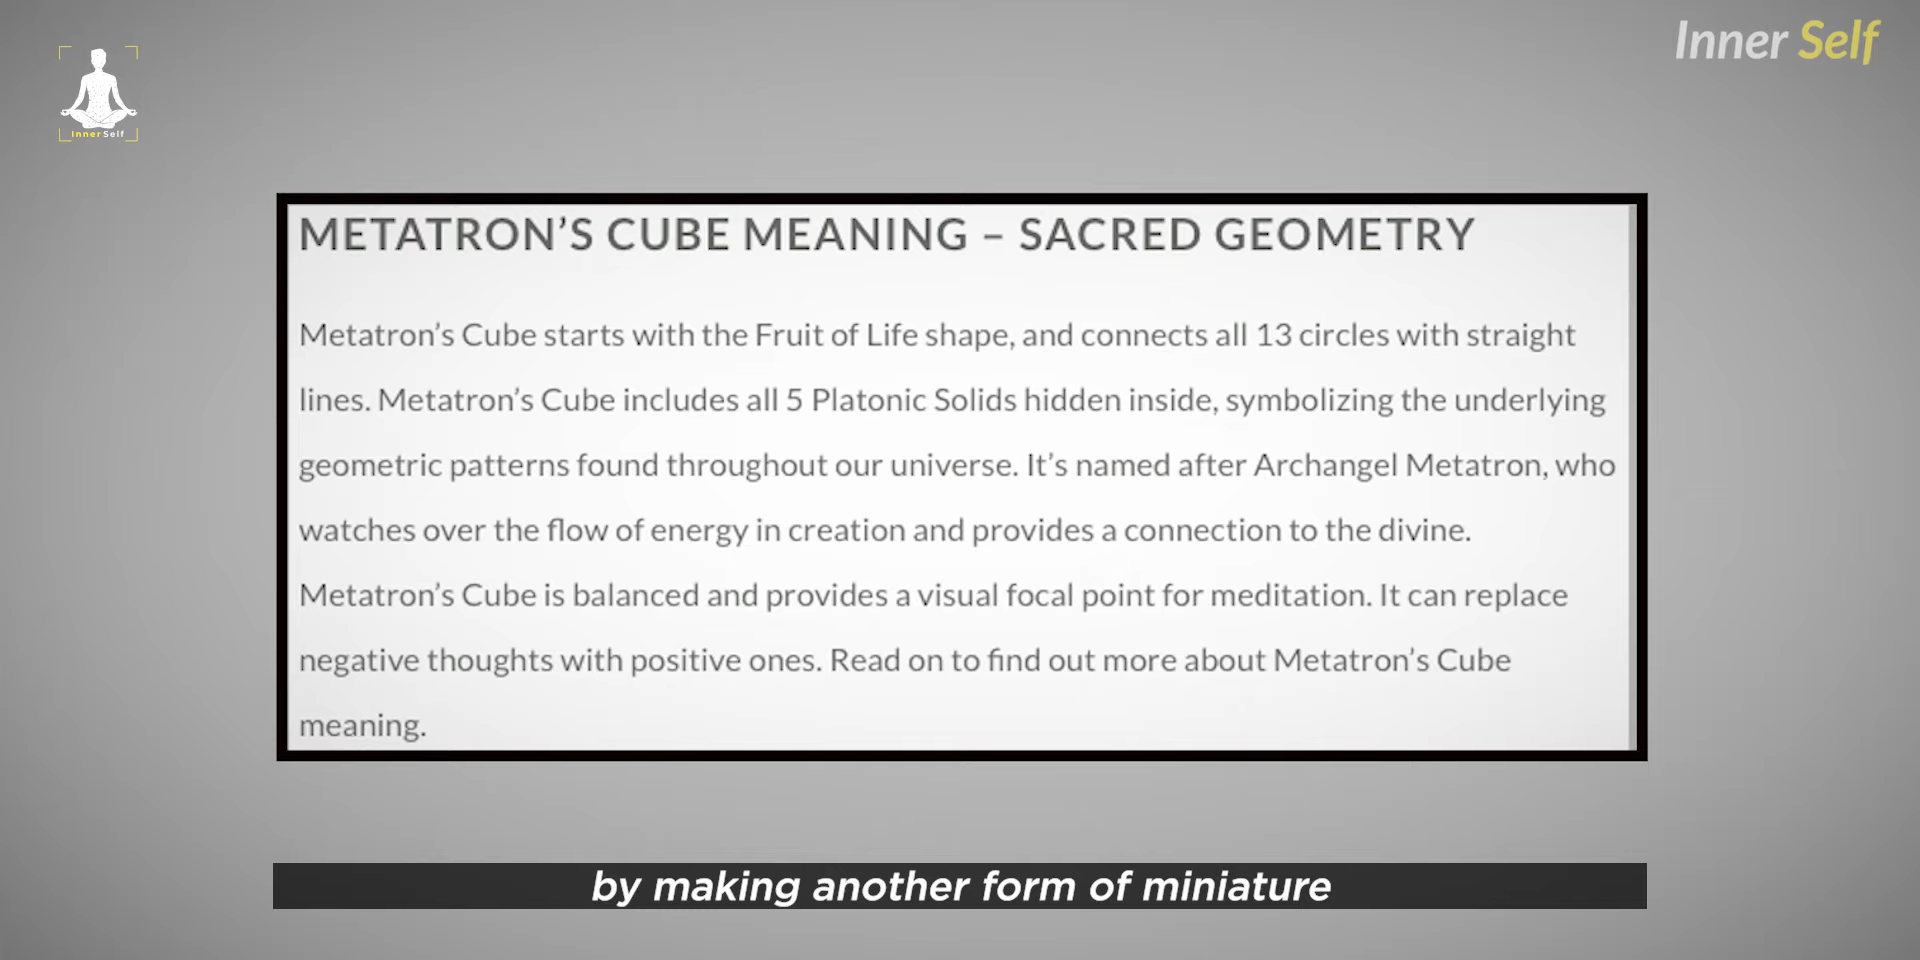 Inner Self
InnerSelf
METATRON’S CUBE MEANING – SACRED GEOMETRY
Metatron’s Cube starts with the Fruit of Life shape, and connects all 13 circles with straight
lines. Metatron’s Cube includes all 5 Platonic Solids hidden inside, symbolizing the underlying
geometric patterns found throughout our universe. It’s named after Archangel Metatron, who
watches over the flow of energy in creation and provides a connection to the divine.
Metatron’s Cube is balanced and provides a visual focal point for meditation. It can replace
negative thoughts with positive ones. Read on to find out more about Metatron’s Cube
meaning.
by making another form of miniature